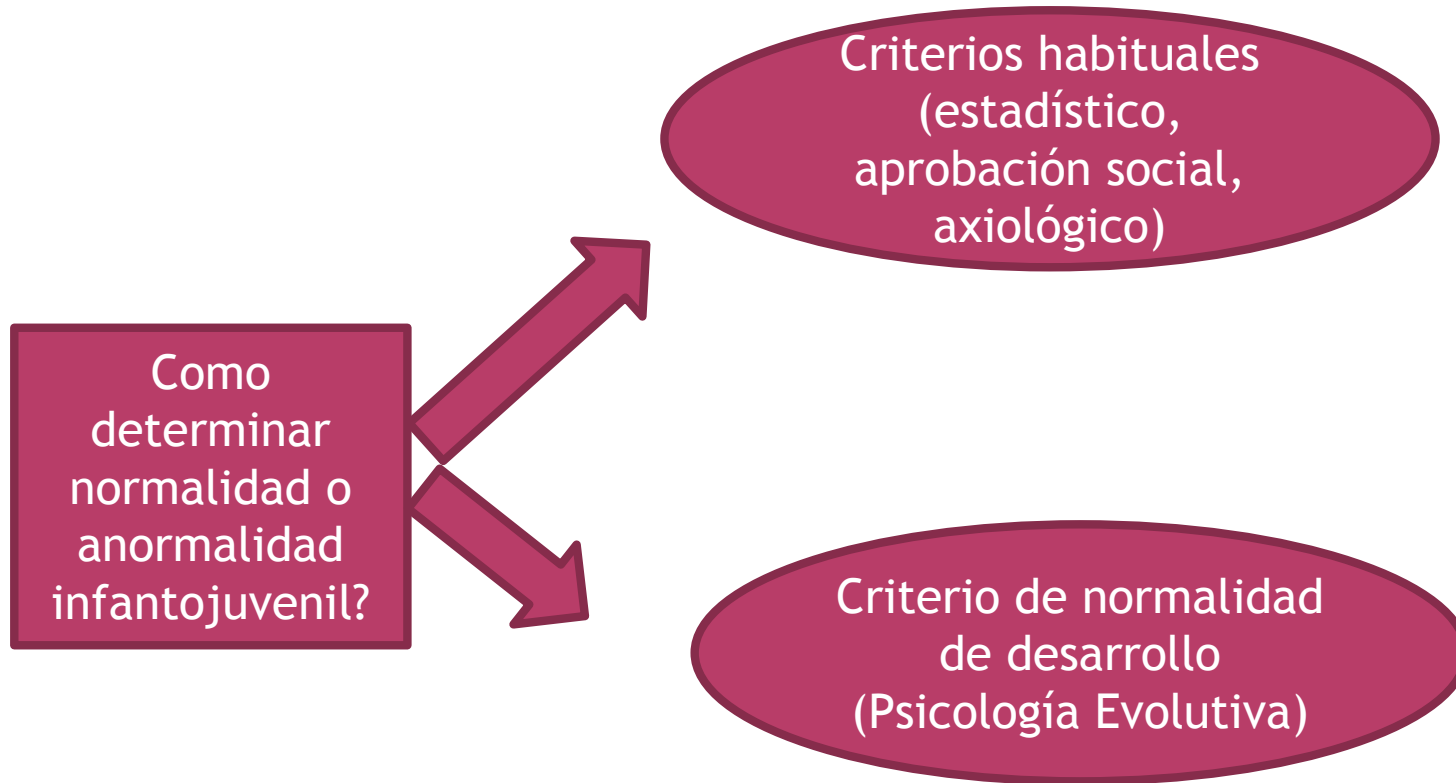 Criterios habituales
(estadístico,
aprobación social,
axiológico)
Como
determinar
normalidad o
anormalidad
infantojuvenil?
Criterio de normalidad
de desarrollo
(Psicología Evolutiva)